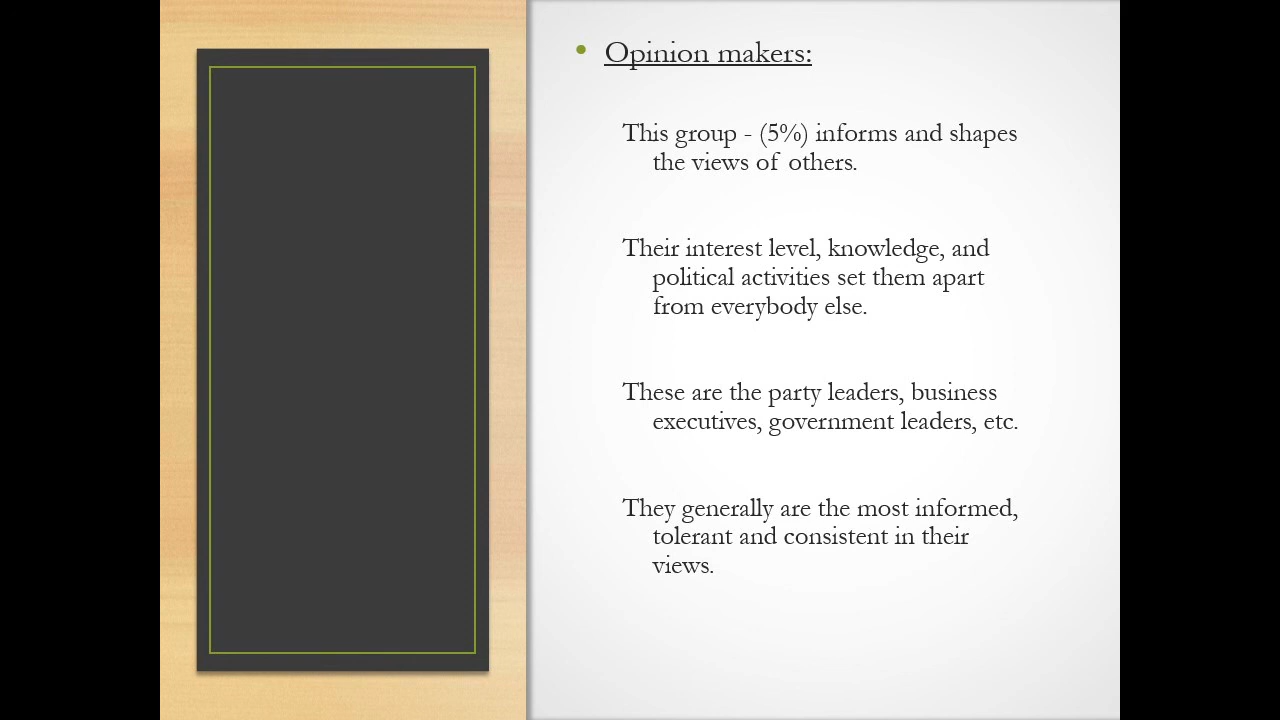 • Opinion makers:
This group - (5%) informs and shapes
the views of others.
Their interest level, knowledge, and
political activities set them apart
from everybody else.
These are the party leaders, business
executives, government leaders, etc.
They generally are the most informed,
tolerant and consistent in their
views.